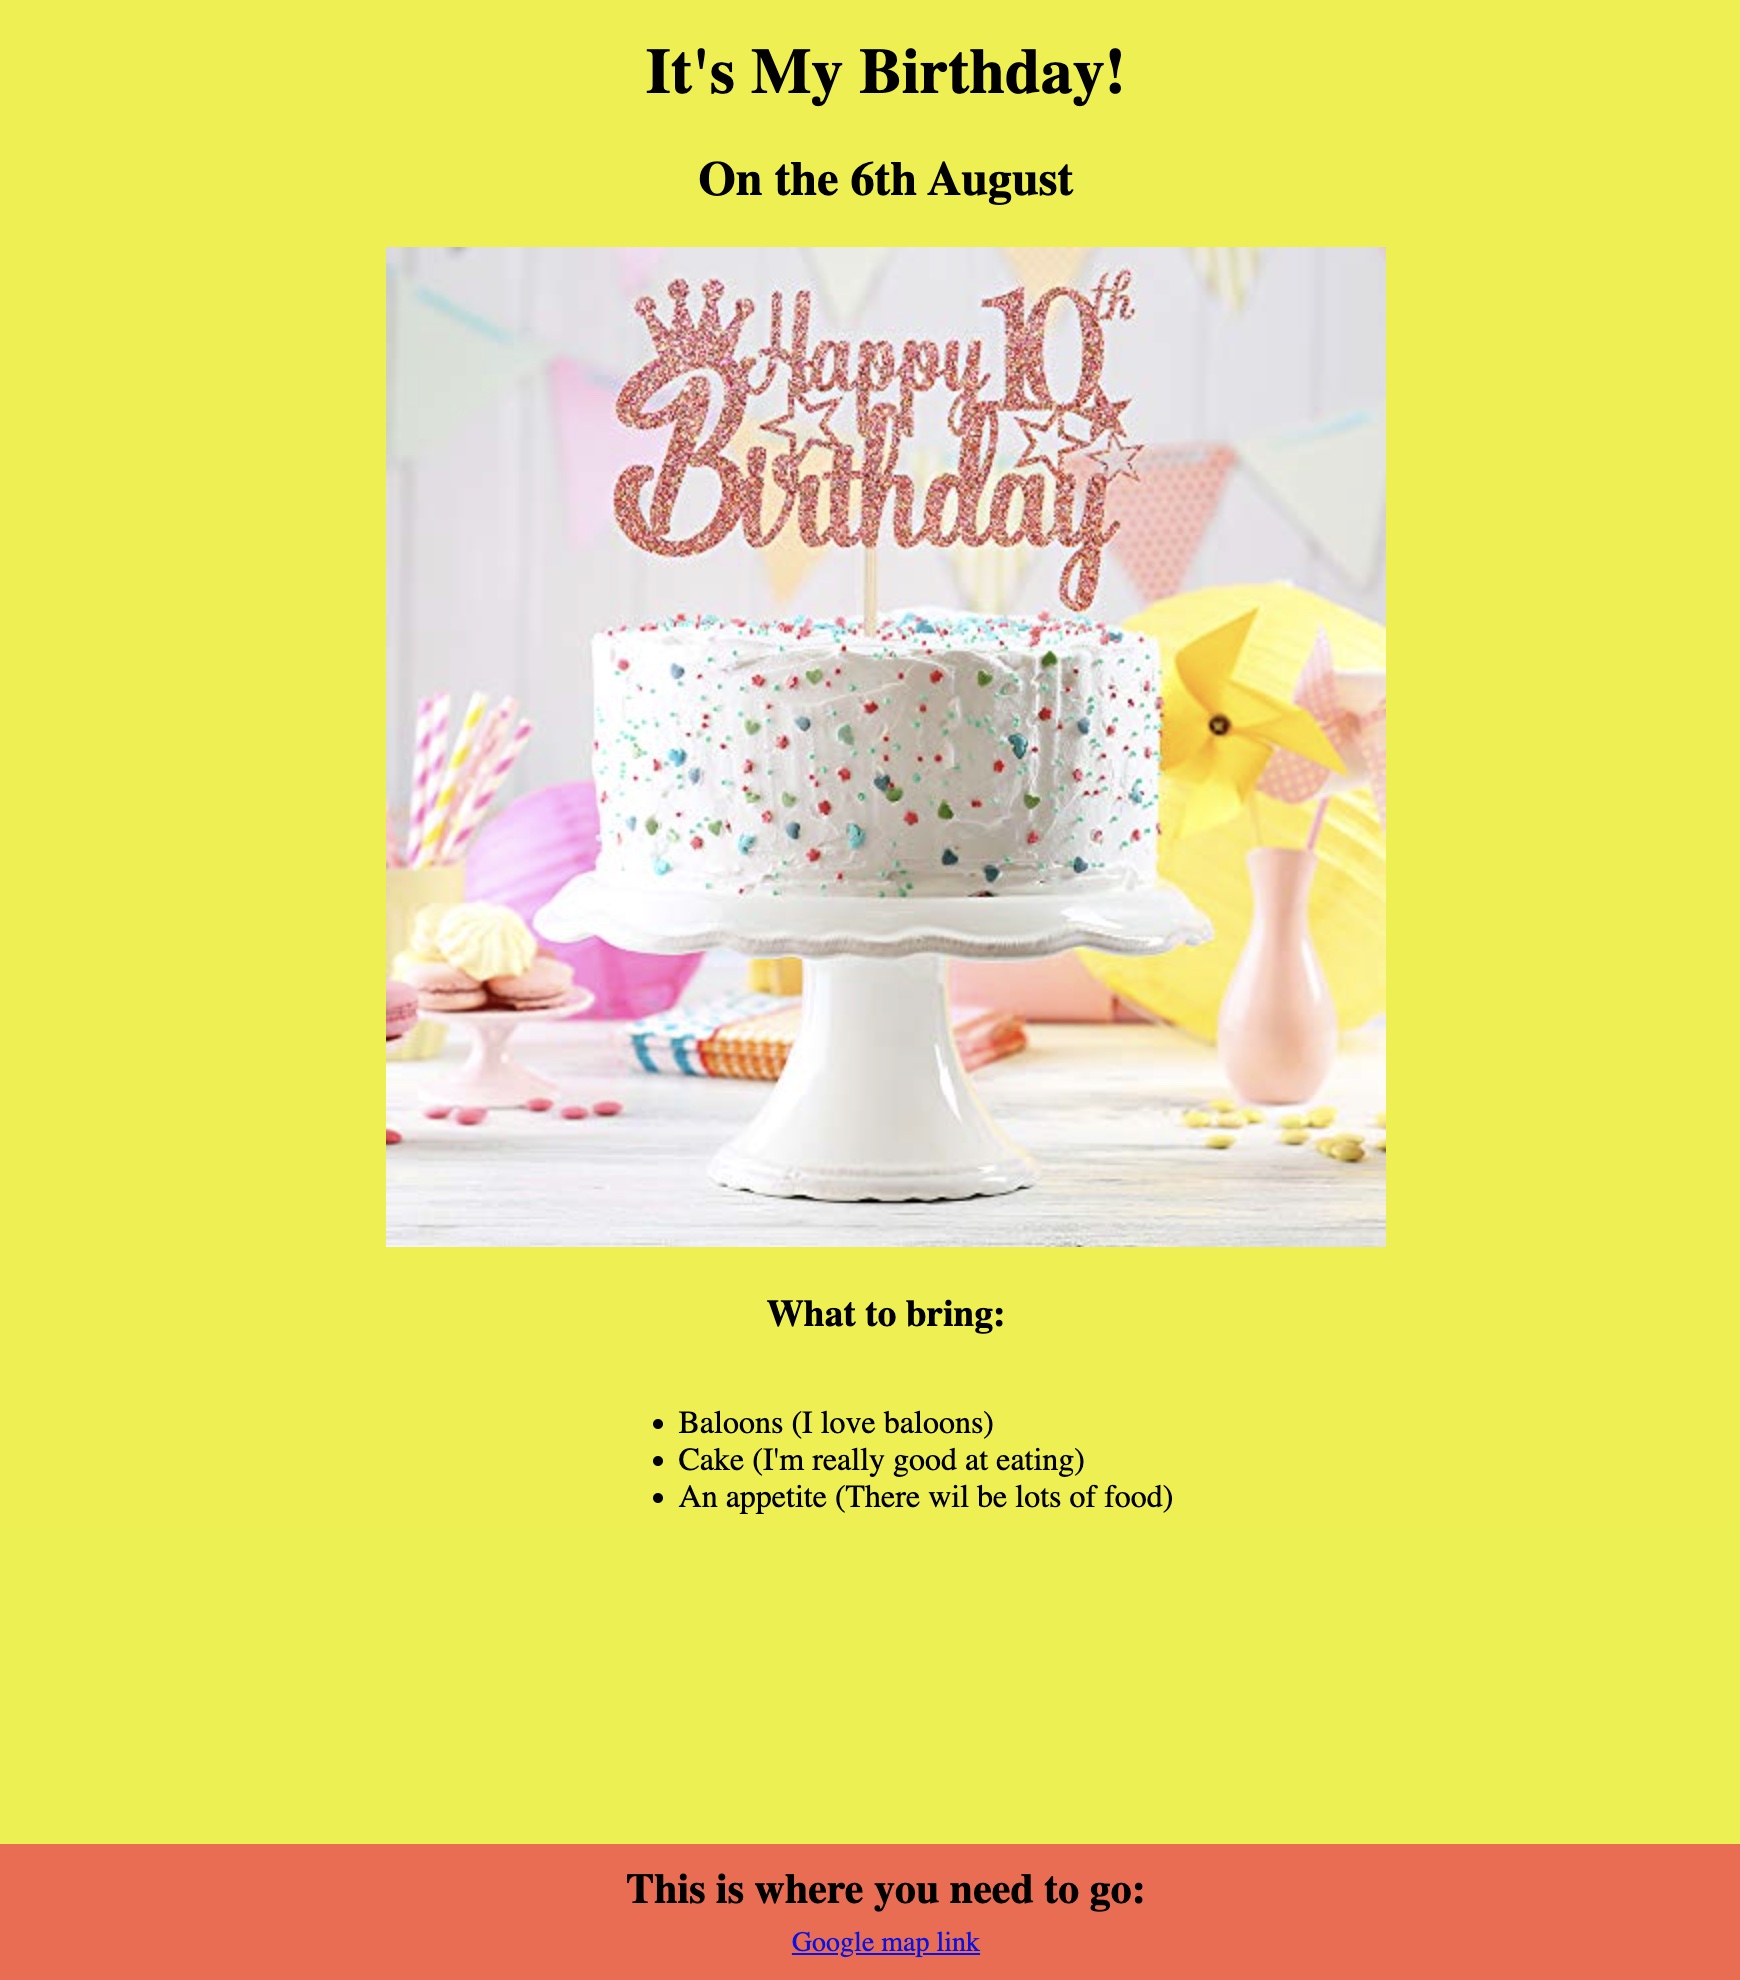 It's My Birthday!
On the 6th August
Happy 10th
Birthday
What to bring:
• Baloons (I love baloons)
• Cake (I'm really good at eating)
• An appetite (There wil be lots of food)
This is where you need to go:
Google map link